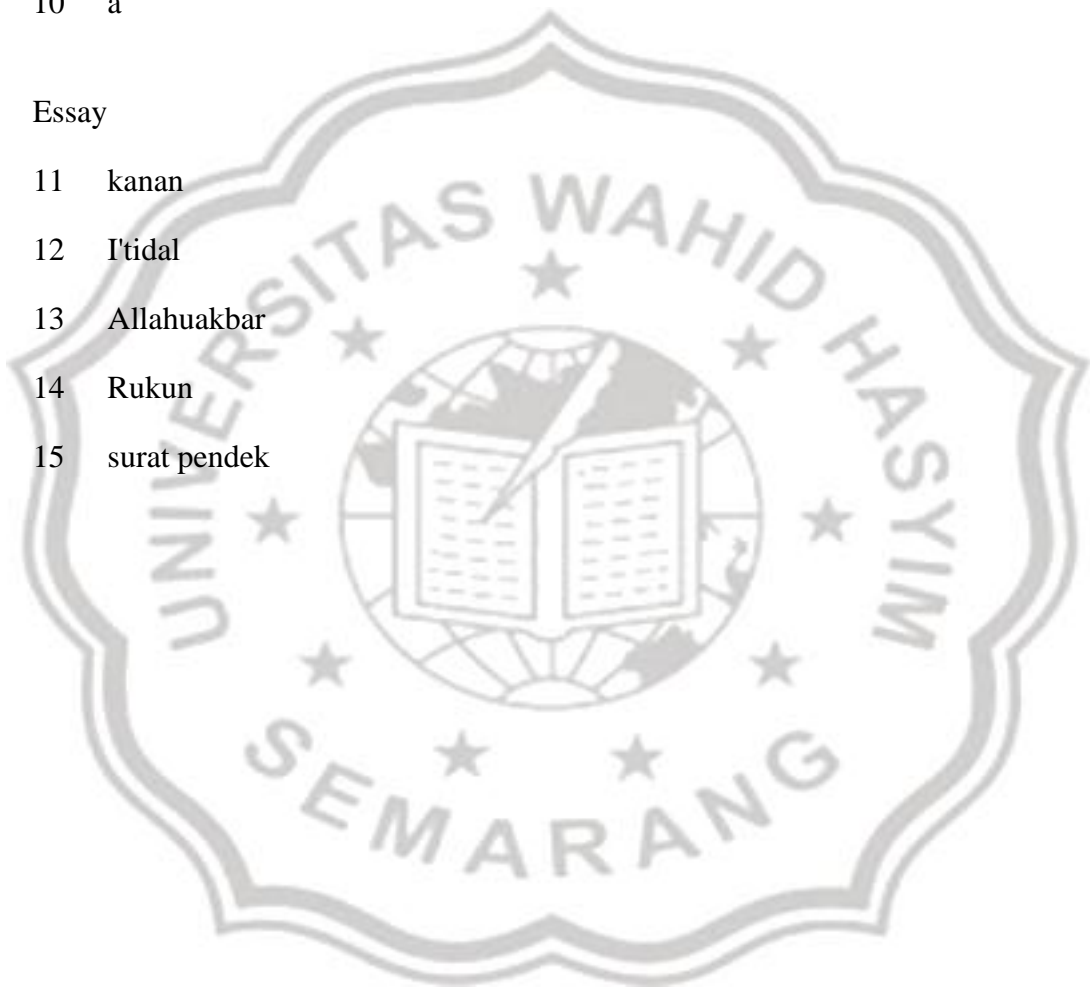 10 a
Essay
11 kanan
12 I'tidal
13 Allahuakbar
14 Rukun
15 surat pendek
UNIVERSITAS WAHID HASYIM
SEMARANG